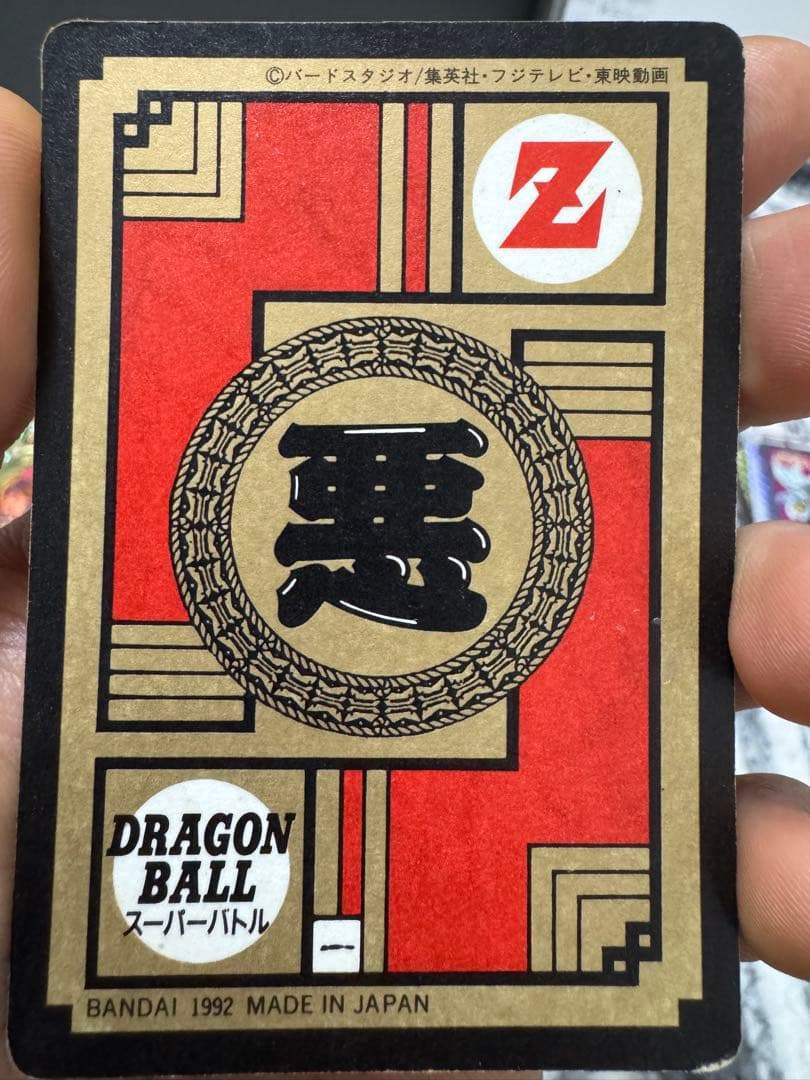 ©バードスタジオ/集英社・フジテレビ・東映動画
Z
悪
DRAGON
BALL
スーパーバトル
一
BANDAI 1992 MADE IN JAPAN